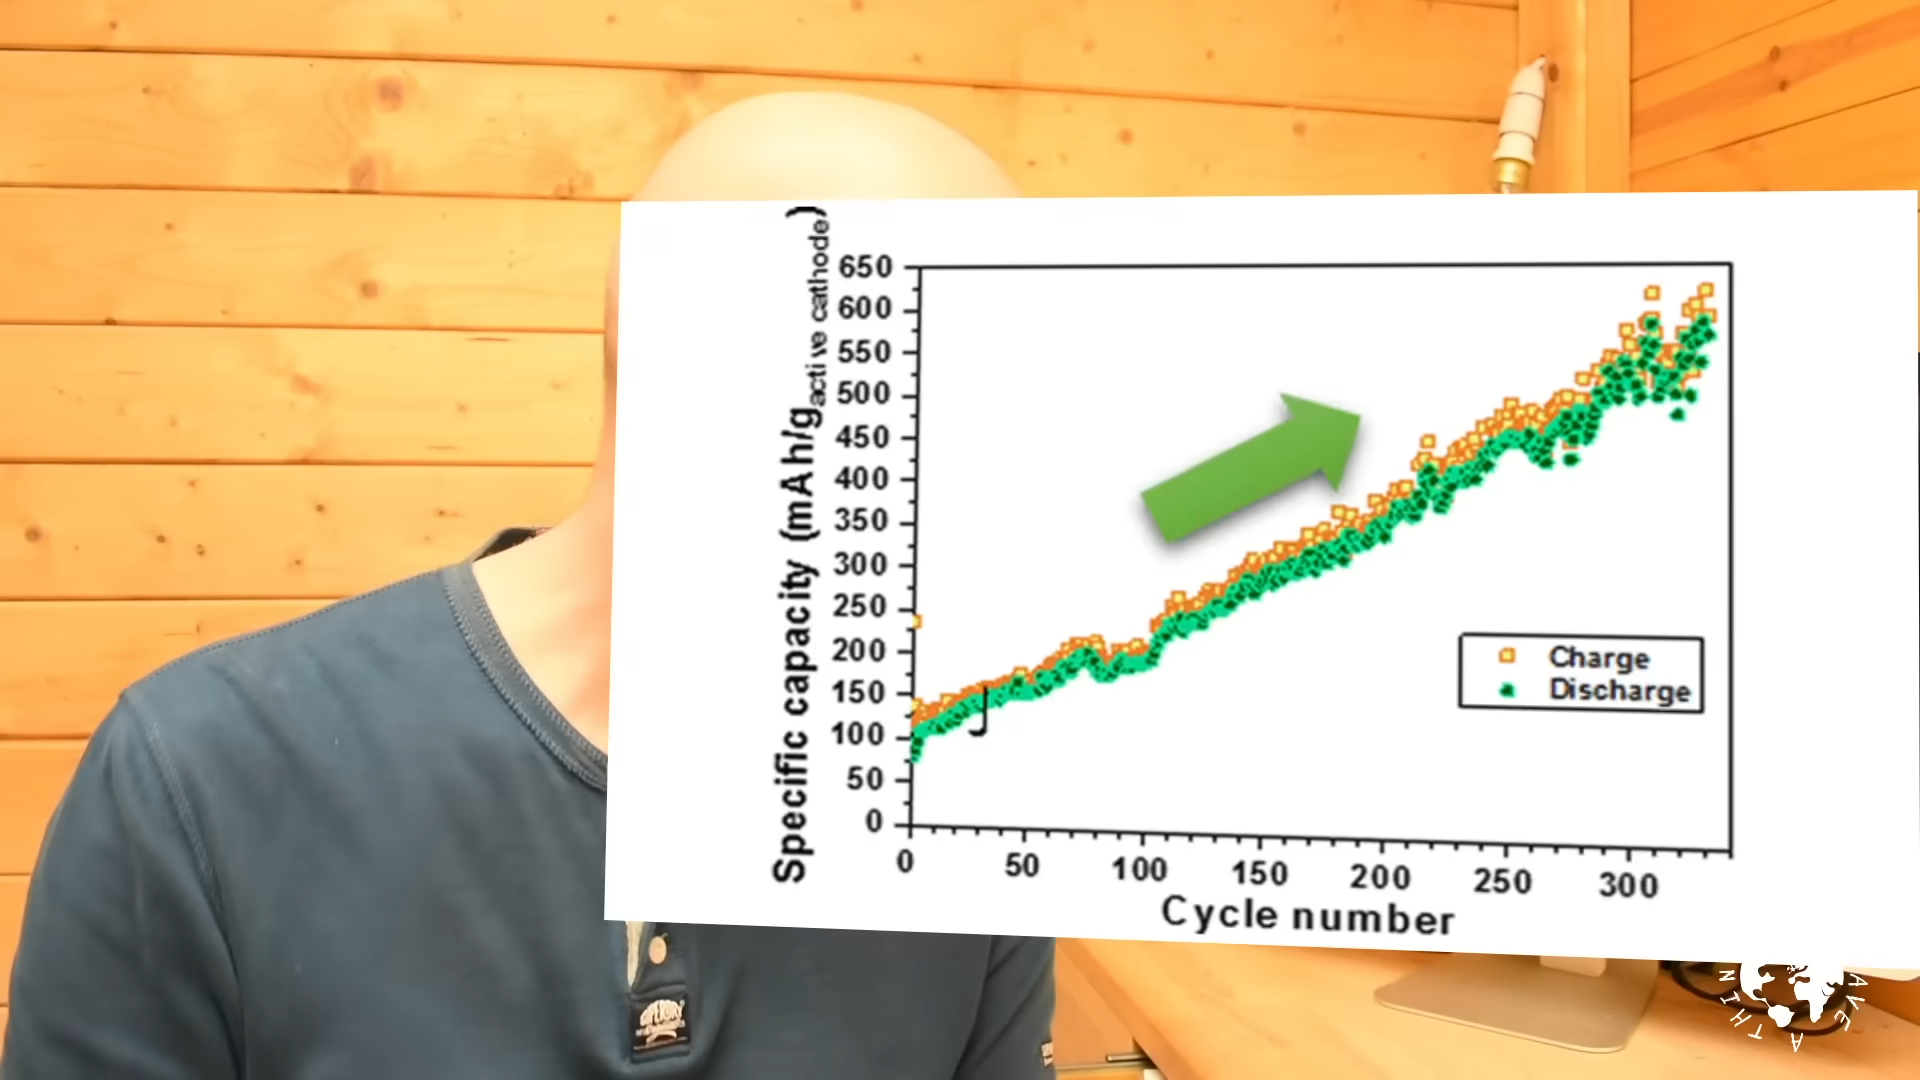 Specific capacity (mAh/g active cathode)
650
600
550
500
450
400
350
300
250
200
150
100
50
0
0 50 100 150 200 250 300
Cycle number
Charge
Discharge